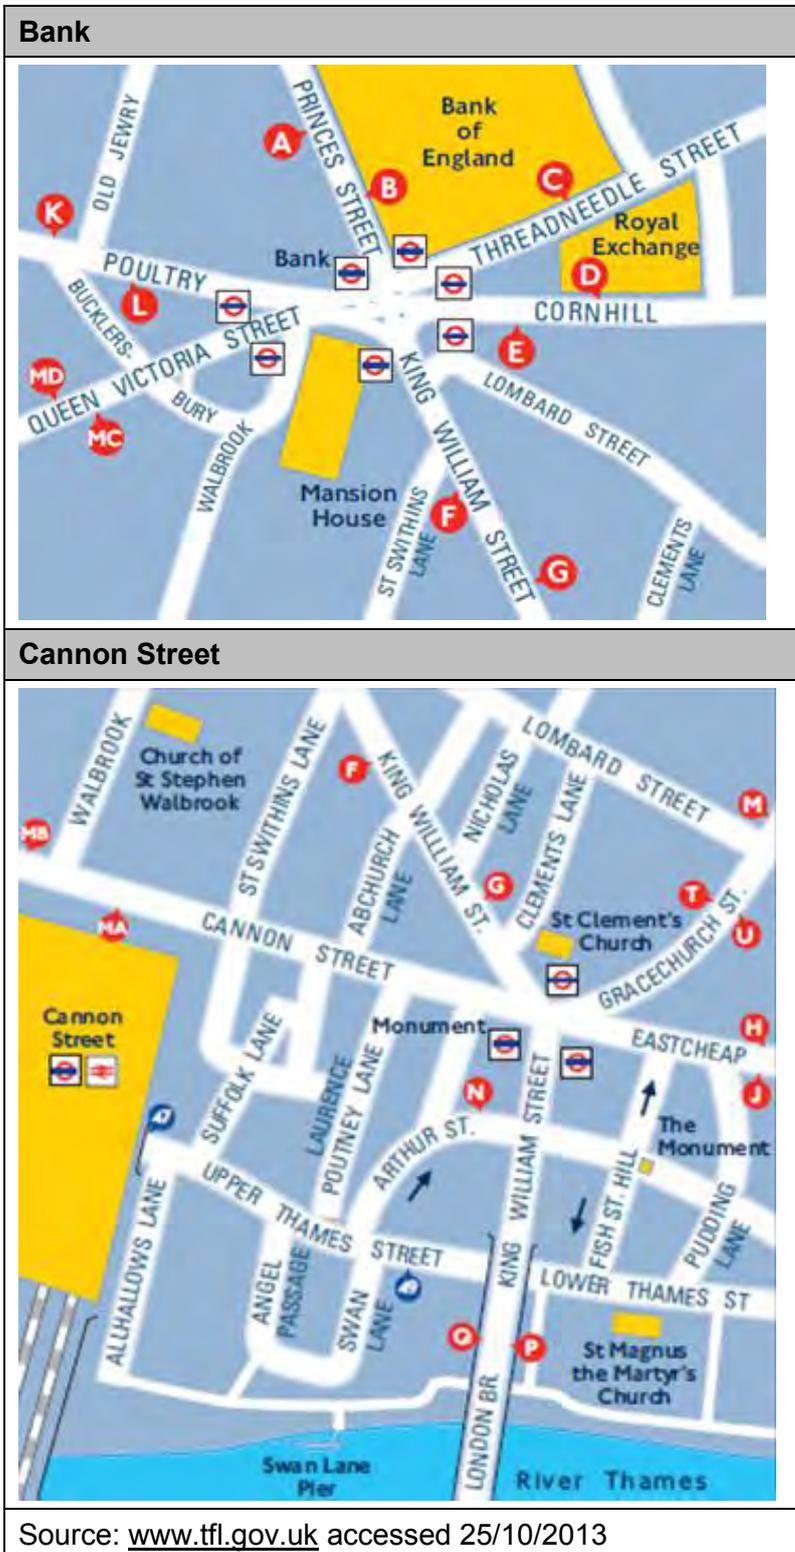 Bank
OLD JEWRY
PRINCES STREET
A
B
Bank
of
England
C
THREADNEEDLE STREET
Royal
Exchange
K
POULTRY
L
Bank
D
CORNHILL
E
BUCKLERS-
BURY
QUEEN VICTORIA STREET
MD
MC
WALBROOK
Mansion
House
KING WILLIAM STREET
LOMBARD STREET
ST SWITHINS
LANE
F
G
CLEMENTS
LANE
Cannon Street
WALBROOK
Church of
St Stephen
Walbrook
MB
MA
ST SWITHINS LANE
F
KING WILLLIAM ST.
ABCHURCH
LANE
NICHOLAS
LANE
CLEMENTS LANE
LOMBARD STREET
M
G
T
U
St Clement's
Church
GRACECHURCH ST.
CANNON STREET
Cannon
Street
Monument
EASTCHEAP
H
J
SUFFOLK LANE
LAURENCE
POUTNEY LANE
N
ARTHUR ST.
KING WILLIAM STREET
The
Monument
FISH ST. HILL
PUDDING
LANE
UPPER THAMES STREET
ALLHALLOWS LANE
ANGEL
PASSAGE
SWAN
LANE
LOWER THAMES ST
P
St Magnus
the Martyr's
Church
LONDON BR.
Swan Lane
Pier
River Thames
Source: www.tfl.gov.uk accessed 25/10/2013